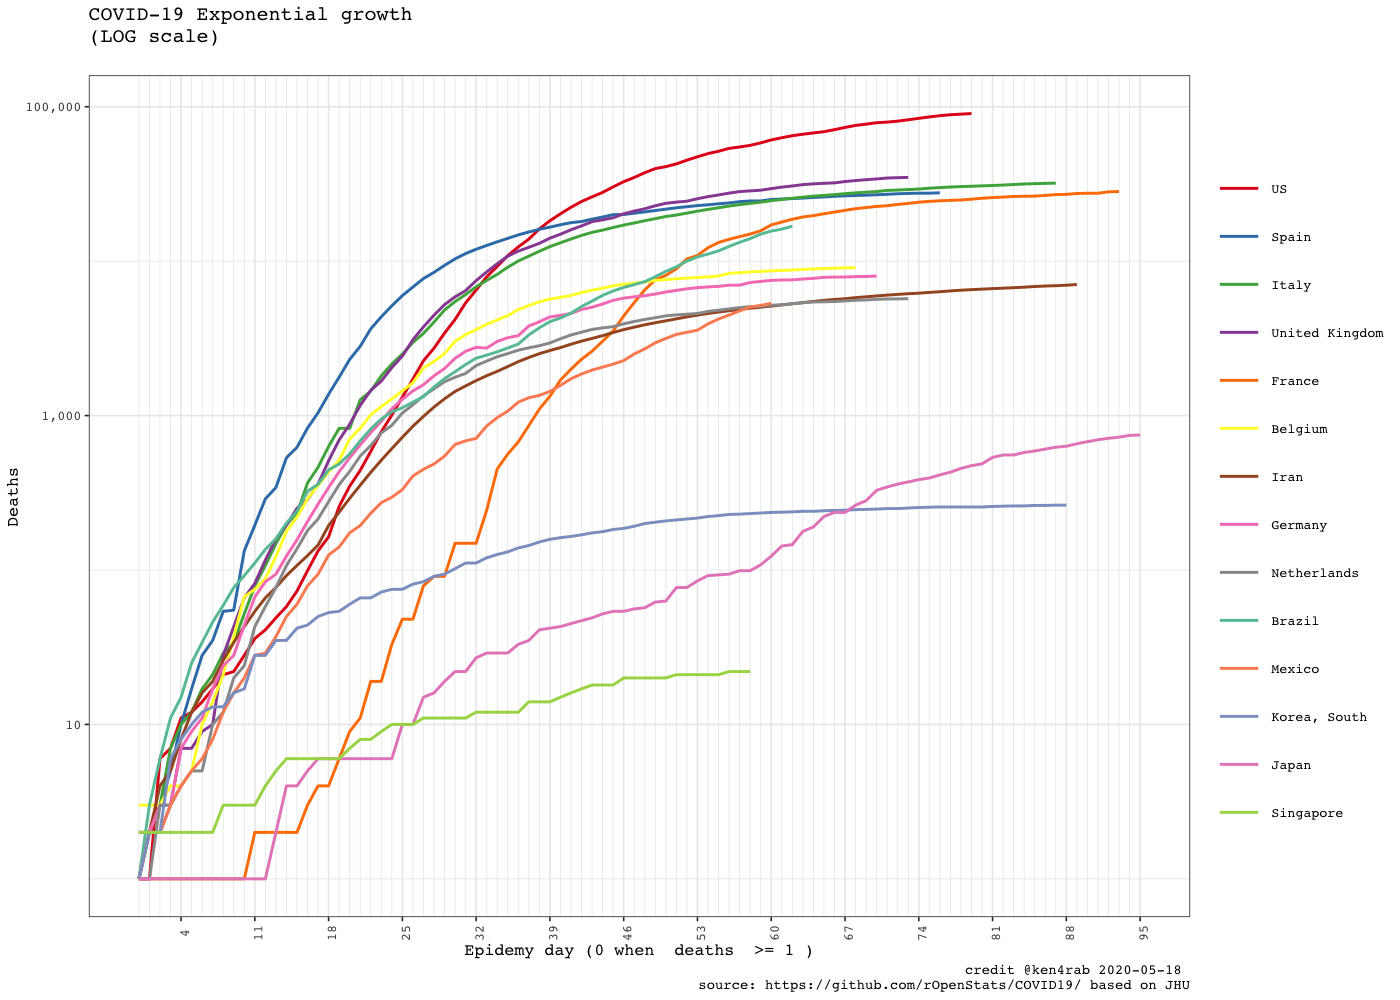 COVID-19 Exponential growth
(LOG scale)
100,000
1,000
10
Deaths
4 11 18 25 32 39 46 53 60 67 74 81 88 95
Epidemy day (0 when  deaths  >= 1 )
US
Spain
Italy
United Kingdom
France
Belgium
Iran
Germany
Netherlands
Brazil
Mexico
Korea, South
Japan
Singapore
credit @ken4rab 2020-05-18
source: https://github.com/rOpenStats/COVID19/ based on JHU